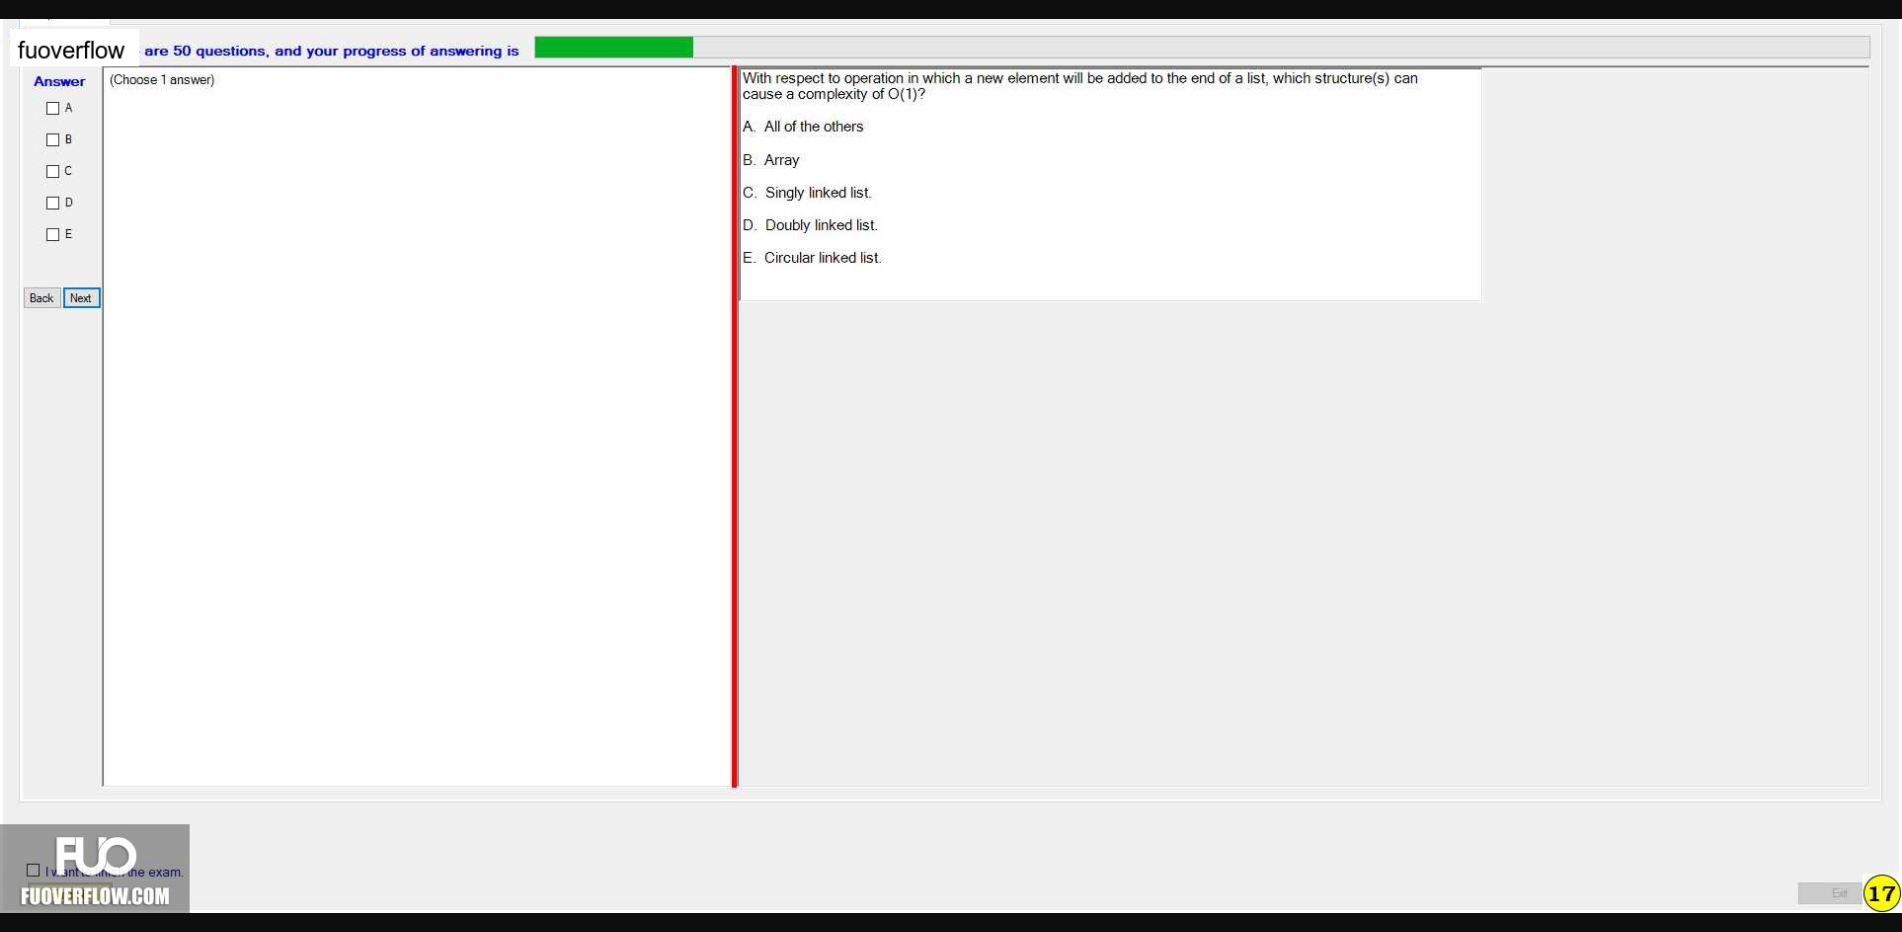 fuoverflow are 50 questions, and your progress of answering is
Answer
(Choose 1 answer)
A
B
C
D
E
Back Next
With respect to operation in which a new element will be added to the end of a list, which structure(s) can
cause a complexity of O(1)?
A. All of the others
B. Array
C. Singly linked list.
D. Doubly linked list.
E. Circular linked list.
FUO
the exam.
FUOVERFLOW.COM
Exit
17